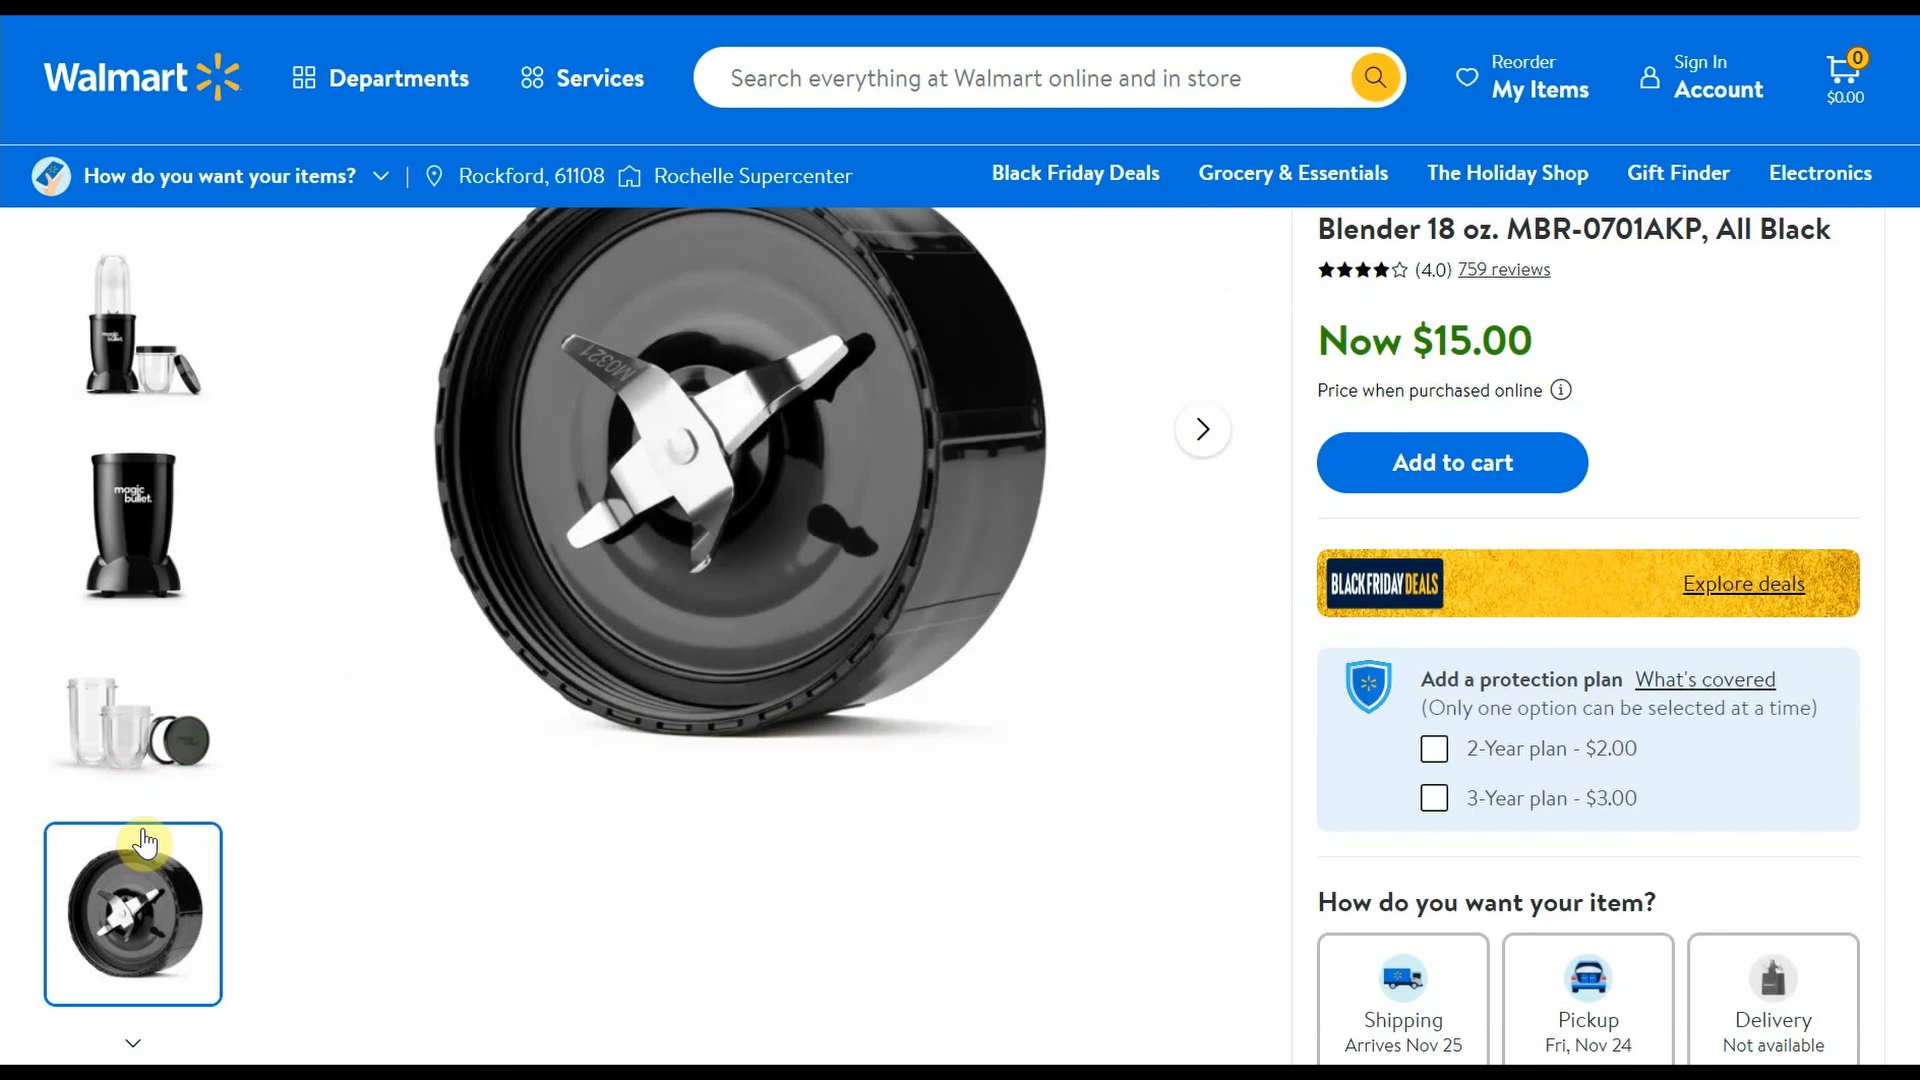 Walmart
Departments
Services
Search everything at Walmart online and in store
Reorder
My Items
Sign In
Account
0
$0.00
How do you want your items?
Rockford, 61108
Rochelle Supercenter
Black Friday Deals
Grocery & Essentials
The Holiday Shop
Gift Finder
Electronics
magic
bullet.
magic
bullet.
M0321
Blender 18 oz. MBR-0701AKP, All Black
(4.0) 759 reviews
Now $15.00
Price when purchased online
Add to cart
BLACK FRIDAY DEALS
Explore deals
Add a protection plan What's covered
(Only one option can be selected at a time)
2-Year plan - $2.00
3-Year plan - $3.00
How do you want your item?
Shipping
Arrives Nov 25
Pickup
Fri, Nov 24
Delivery
Not available